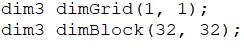 dim3 dimGrid(1, 1);
dim3 dimBlock(32, 32);